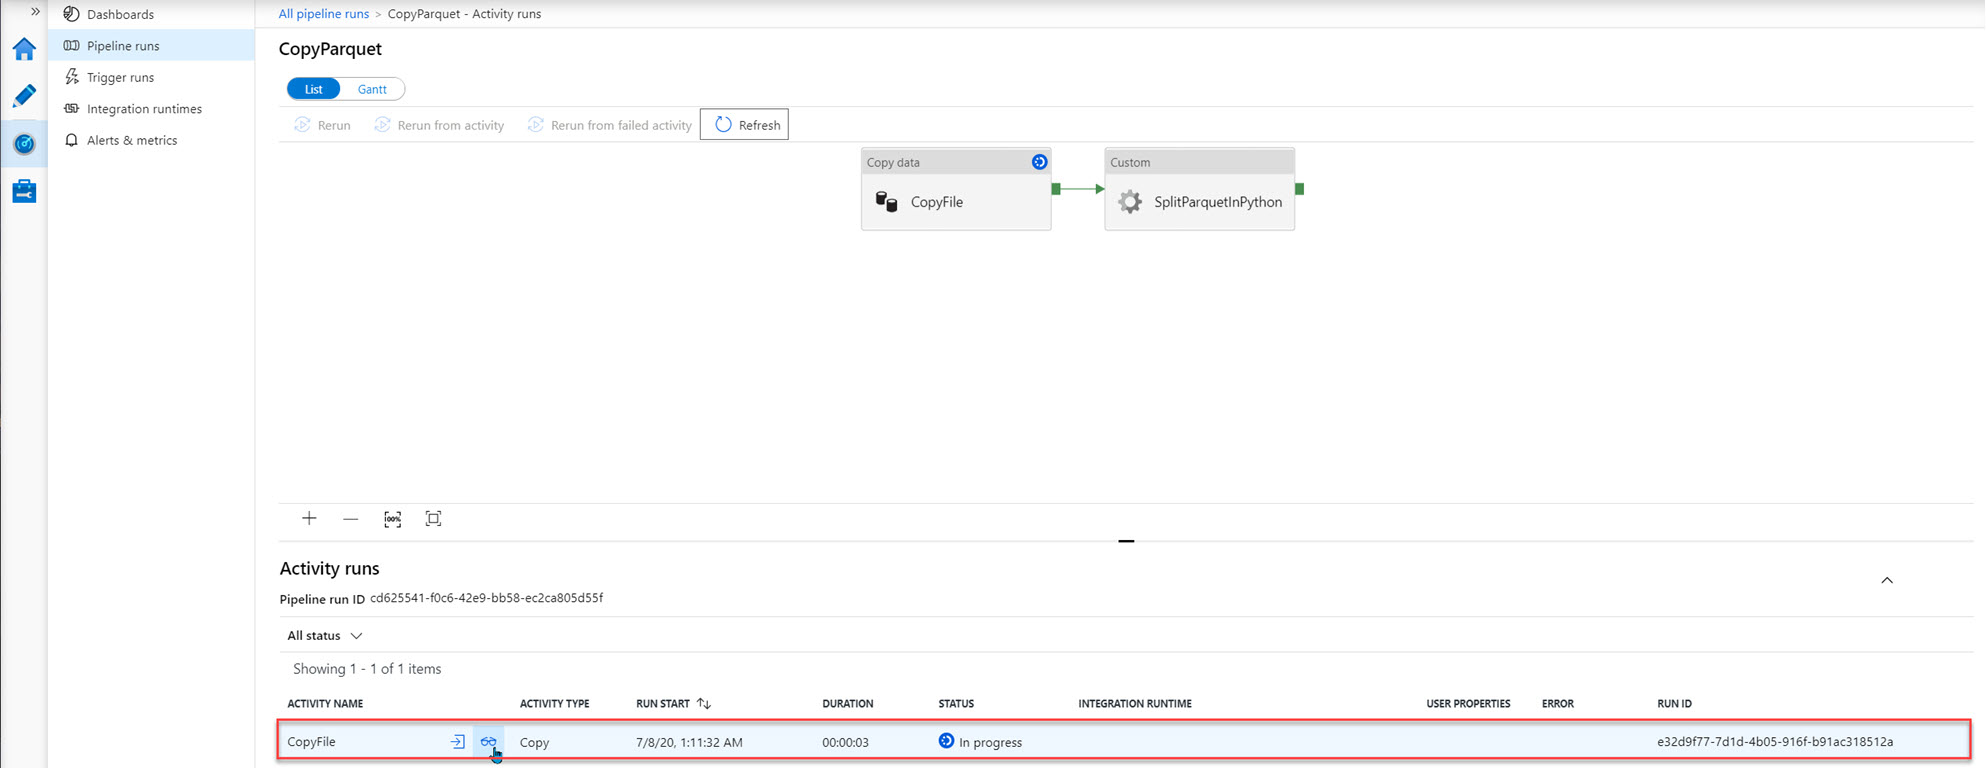 Dashboards
Pipeline runs
Trigger runs
Integration runtimes
Alerts & metrics
All pipeline runs > CopyParquet - Activity runs
CopyParquet
List Gantt
Rerun Rerun from activity Rerun from failed activity Refresh
Copy data
CopyFile
Custom
SplitParquetInPython
100%
Activity runs
Pipeline run ID cd625541-f0c6-42e9-bb58-ec2ca805d55f
All status
Showing 1 - 1 of 1 items
ACTIVITY NAME ACTIVITY TYPE RUN START DURATION STATUS INTEGRATION RUNTIME USER PROPERTIES ERROR RUN ID
CopyFile Copy 7/8/20, 1:11:32 AM 00:00:03 In progress e32d9f77-7d1d-4b05-916f-b91ac318512a